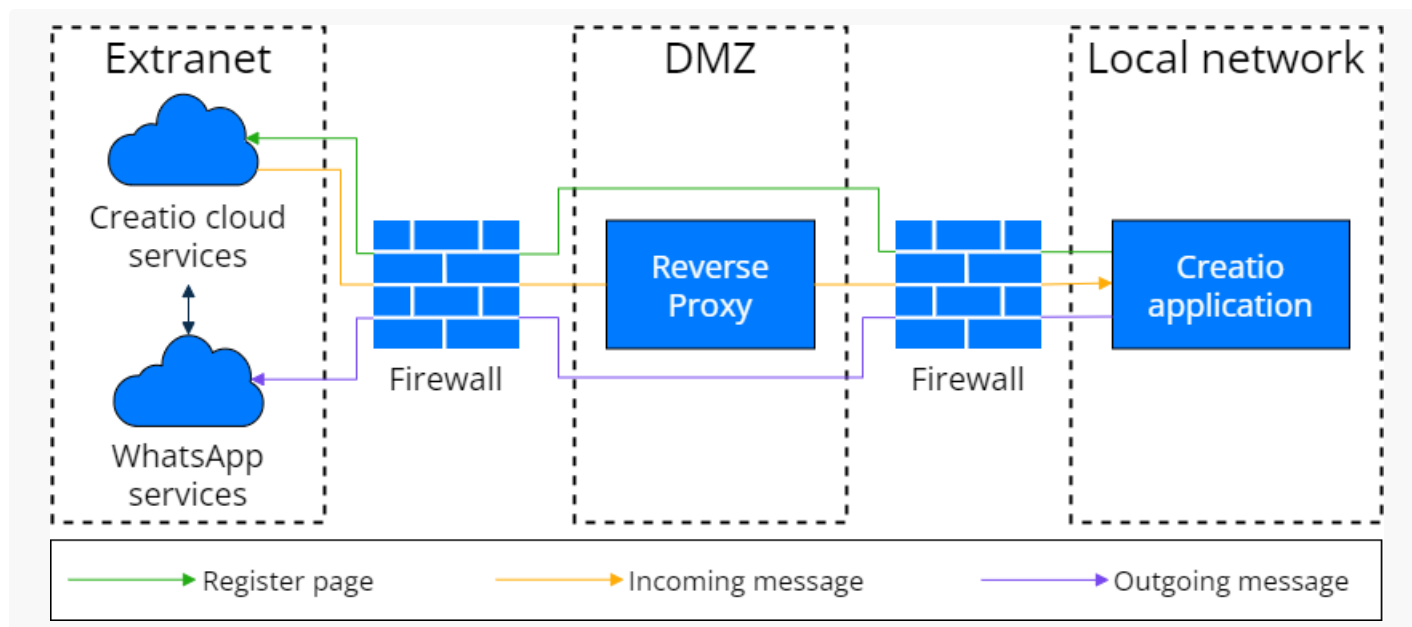 Extranet
DMZ
Local network
Creatio cloud
services
Reverse
Proxy
Creatio
application
Firewall
Firewall
WhatsApp
services
Register page
Incoming message
Outgoing message